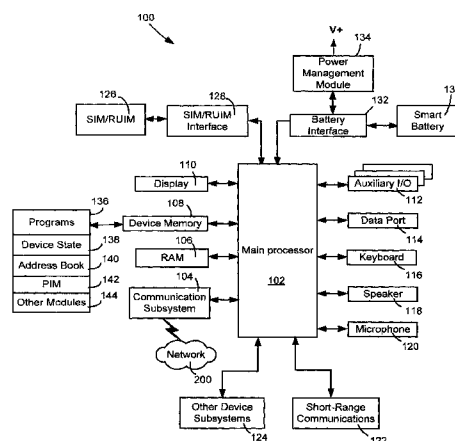 100
V+
134
Power
Management
Module
126
SIM/RUIM
128
SIM/RUIM
Interface
132
Battery
Interface
Smart
Battery
110
Display
Auxiliary I/O
112
136
Programs
108
Device Memory
Data Port
114
Device State
138
106
RAM
Main processor
102
Keyboard
116
Address Book
140
PIM
142
104
Communication
Subsystem
Speaker
118
Other Modules
144
Microphone
120
Network
200
Other Device
Subsystems
124
Short-Range
Communications
122